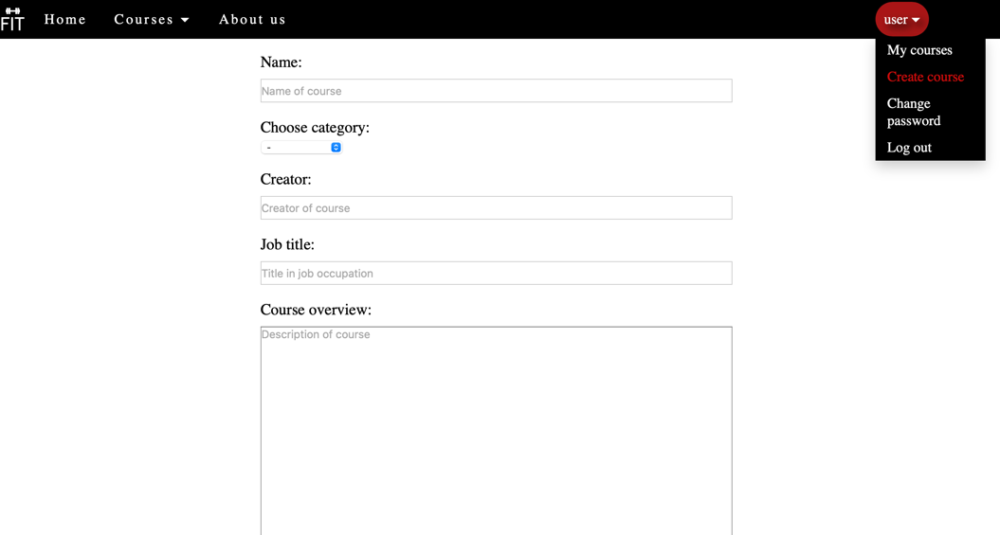 FIT
Home
Courses
About us
user
My courses
Create course
Change
password
Log out
Name:
Name of course
Choose category:
-
Creator:
Creator of course
Job title:
Title in job occupation
Course overview:
Description of course